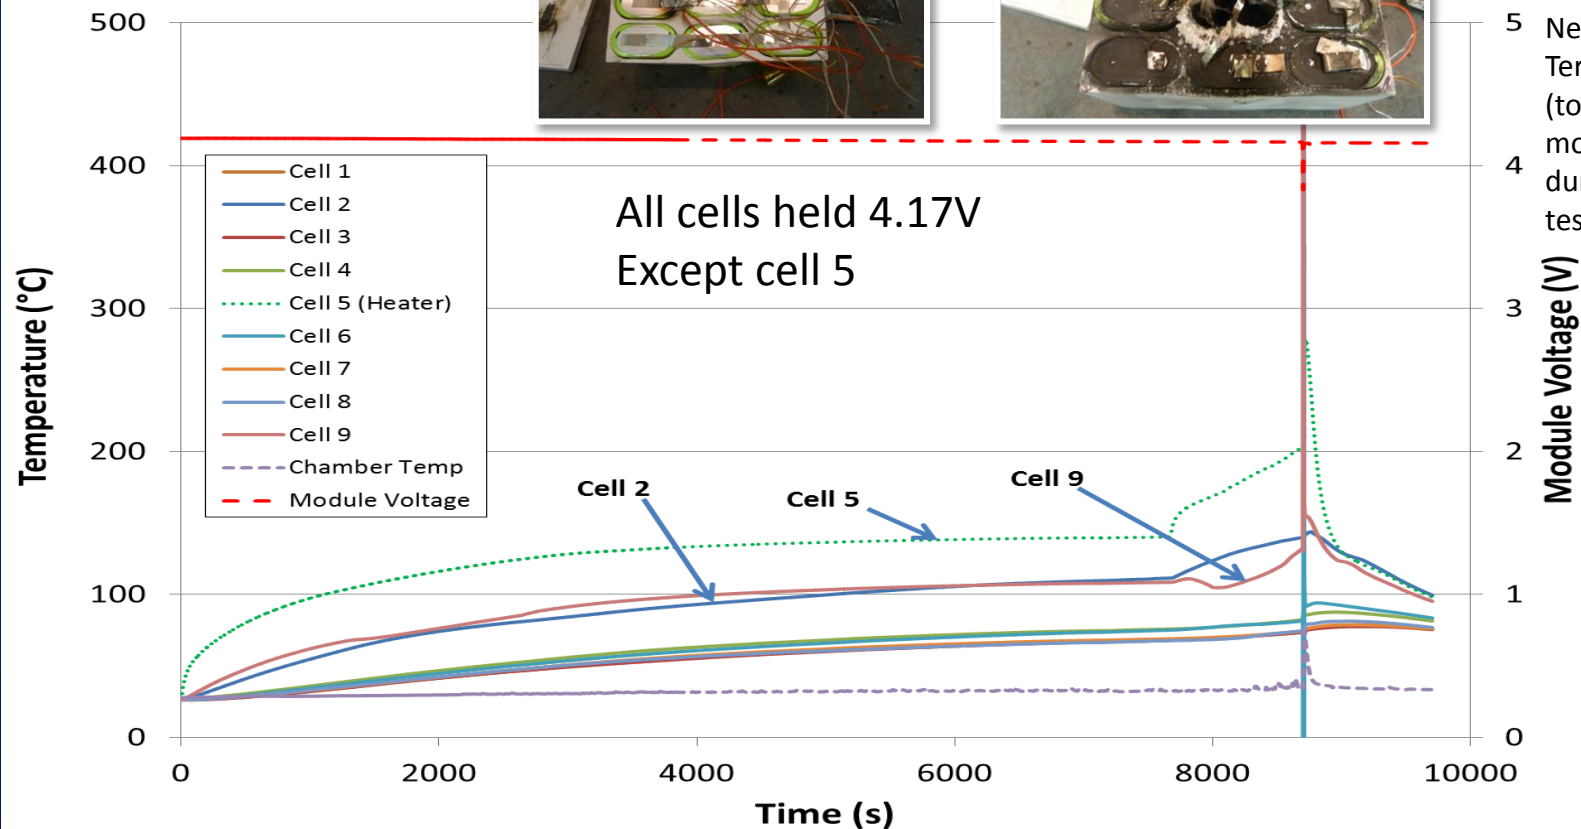 500
400
300
200
100
0
Temperature (°C)
Cell 1
Cell 2
Cell 3
Cell 4
Cell 5 (Heater)
Cell 6
Cell 7
Cell 8
Cell 9
Chamber Temp
Module Voltage
All cells held 4.17V
Except cell 5
Cell 2
Cell 5
Cell 9
0
2000
4000
6000
8000
10000
Time (s)
5
4
3
2
1
0
Module Voltage (V)